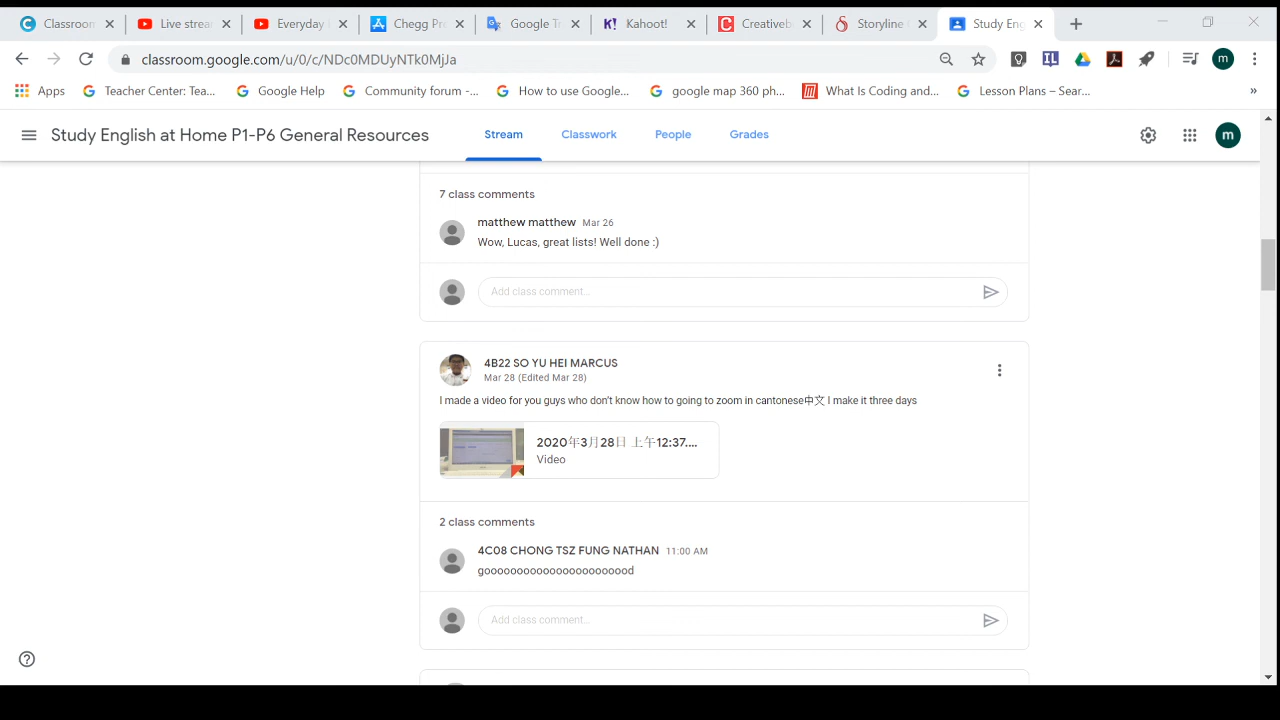 Classroom
Live strea
Everyday
Chegg Pr
Google Tr
K! Kahoot!
Creativeb
Storyline
Study Eng
classroom.google.com/u/0/c/NDc0MDUyNTk0MjJa
m
Apps
Teacher Center: Tea...
Google Help
Community forum -...
How to use Google...
google map 360 ph...
What Is Coding and...
Lesson Plans – Sear...
»
Study English at Home P1-P6 General Resources
Stream
Classwork
People
Grades
m
7 class comments
matthew matthew Mar 26
Wow, Lucas, great lists! Well done :)
Add class comment...
4B22 SO YU HEI MARCUS
Mar 28 (Edited Mar 28)
I made a video for you guys who don't know how to going to zoom in cantonese中文 I make it three days
2020年3月28日 上午12:37....
Video
2 class comments
4C08 CHONG TSZ FUNG NATHAN 11:00 AM
goooooooooooooooooooooood
Add class comment...